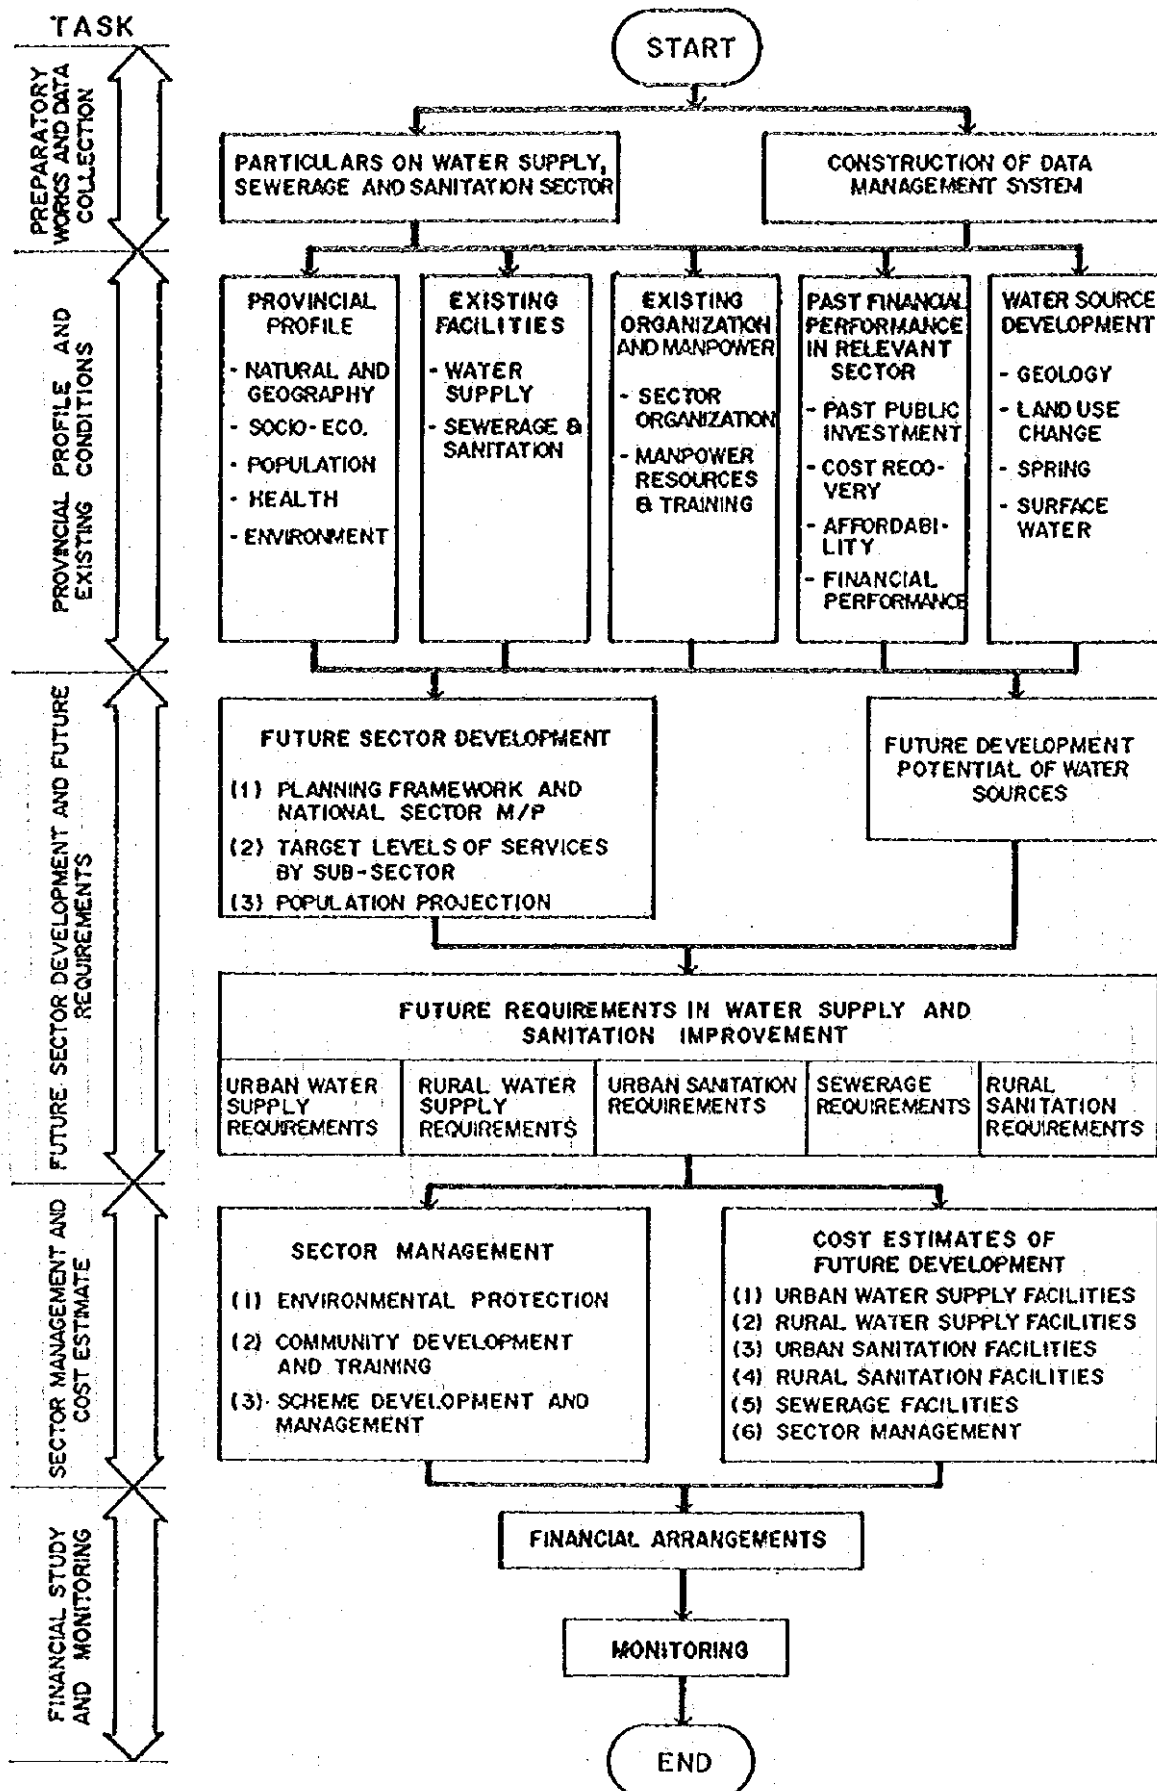 TASK
START
PREPARATORY
WORKS AND DATA
COLLECTION
PARTICULARS ON WATER SUPPLY,
SEWERAGE AND SANITATION SECTOR
CONSTRUCTION OF DATA
MANAGEMENT SYSTEM
PROVINCIAL PROFILE AND
EXISTING CONDITIONS
PROVINCIAL
PROFILE
- NATURAL AND
GEOGRAPHY
- SOCIO-ECO.
- POPULATION
- HEALTH
- ENVIRONMENT
EXISTING
FACILITIES
- WATER
SUPPLY
- SEWERAGE &
SANITATION
EXISTING
ORGANIZATION
AND MANPOWER
- SECTOR
ORGANIZATION
- MANPOWER
RESOURCES
& TRAINING
PAST FINANCIAL
PERFORMANCE
IN RELEVANT
SECTOR
- PAST PUBLIC
INVESTMENT
- COST RECO-
VERY
- AFFORDABI-
LITY
- FINANCIAL
PERFORMANCE
WATER SOURCE
DEVELOPMENT
- GEOLOGY
- LAND USE
CHANGE
- SPRING
- SURFACE
WATER
FUTURE SECTOR DEVELOPMENT AND FUTURE
REQUIREMENTS
FUTURE SECTOR DEVELOPMENT
(1) PLANNING FRAMEWORK AND
NATIONAL SECTOR M/P
(2) TARGET LEVELS OF SERVICES
BY SUB-SECTOR
(3) POPULATION PROJECTION
FUTURE DEVELOPMENT
POTENTIAL OF WATER
SOURCES
FUTURE REQUIREMENTS IN WATER SUPPLY AND
SANITATION IMPROVEMENT
URBAN WATER
SUPPLY
REQUIREMENTS
RURAL WATER
SUPPLY
REQUIREMENTS
URBAN SANITATION
REQUIREMENTS
SEWERAGE
REQUIREMENTS
RURAL
SANITATION
REQUIREMENTS
SECTOR MANAGEMENT AND
COST ESTIMATE
SECTOR MANAGEMENT
(1) ENVIRONMENTAL PROTECTION
(2) COMMUNITY DEVELOPMENT
AND TRAINING
(3) SCHEME DEVELOPMENT AND
MANAGEMENT
COST ESTIMATES OF
FUTURE DEVELOPMENT
(1) URBAN WATER SUPPLY FACILITIES
(2) RURAL WATER SUPPLY FACILITIES
(3) URBAN SANITATION FACILITIES
(4) RURAL SANITATION FACILITIES
(5) SEWERAGE FACILITIES
(6) SECTOR MANAGEMENT
FINANCIAL STUDY
AND MONITORING
FINANCIAL ARRANGEMENTS
MONITORING
END